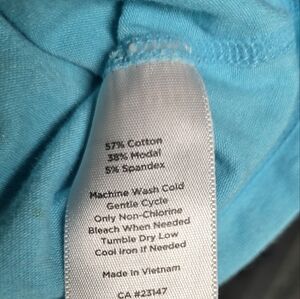 57% Cotton
38% Modal
5% Spandex
Machine Wash Cold
Gentle Cycle
Only Non-Chlorine
Bleach When Needed
Tumble Dry Low
Cool Iron If Needed
Made in Vietnam
CA #23147